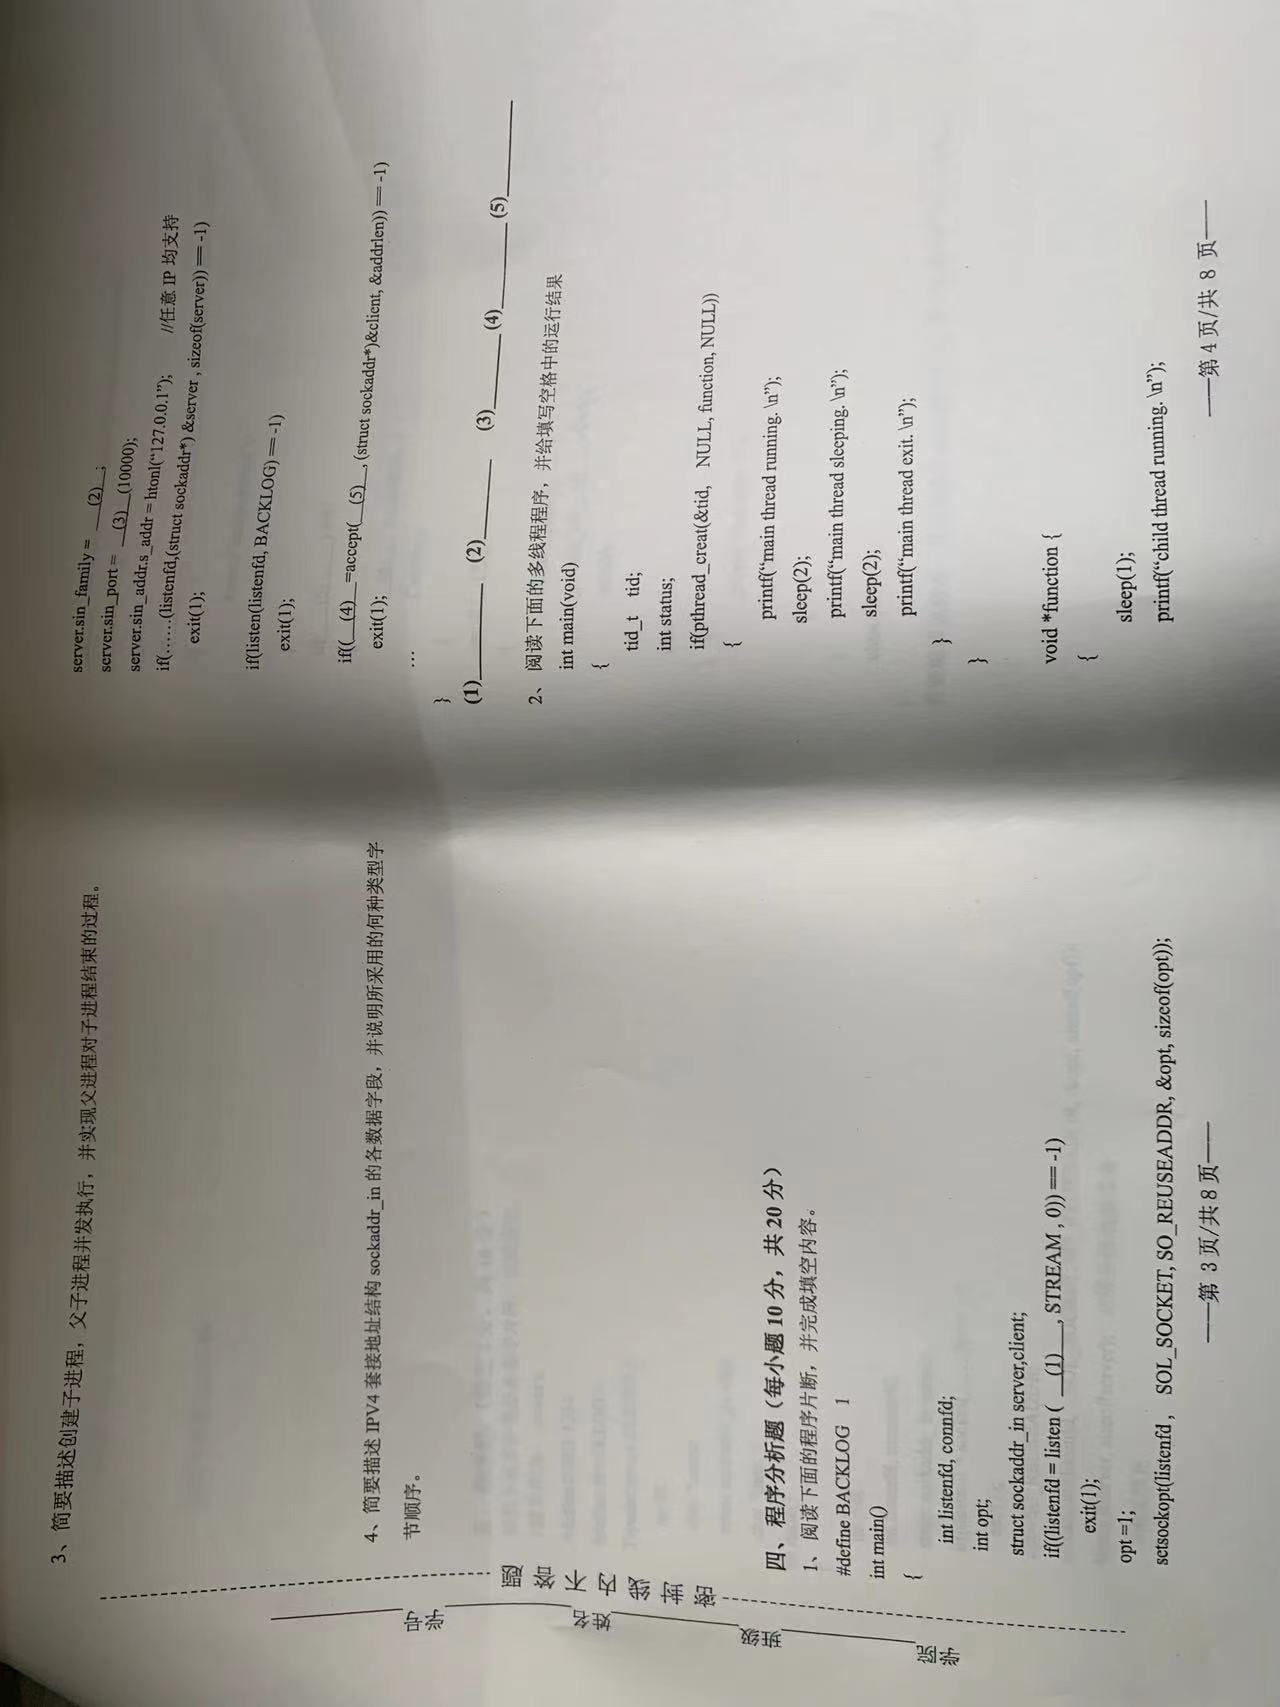 3、简要描述创建子进程，父子进程并发执行，并实现父进程对子进程结束的过程。
4、简要描述 IPV4 套接地址结构 sockaddr_in 的各数据字段，并说明所采用的何种类型字
节顺序。
四、程序分析题（每小题 10 分，共 20 分）
1、阅读下面的程序片断，并完成填空内容。
#define BACKLOG 1
int main()
{
int listenfd, connfd;
int opt;
struct sockaddr_in server,client;
if((listenfd = listen ( __(1)___, STREAM , 0)) == -1)
exit(1);
opt =1;
setsockopt(listenfd , SOL_SOCKET, SO_REUSEADDR, &opt, sizeof(opt));
——第 3 页/共 8 页——
学院
班级
姓名
学号
密 封 线 内 不 答 题
server.sin_family = __(2)__;
server.sin_port = __(3)__(10000);
server.sin_addr.s_addr = htonl(“127.0.0.1”); //任意 IP 均支持
if(……(listenfd,(struct sockaddr*) &server , sizeof(server)) == -1)
exit(1);
if(listen(listenfd, BACKLOG) == -1)
exit(1);
if((__(4)__=accept(__(5)__, (struct sockaddr*)&client, &addrlen)) == -1)
exit(1);
…
}
(1)________ (2)________ (3)________ (4)________ (5)________
2、 阅读下面的多线程程序，并给填写空格中的运行结果
int main(void)
{
tid_t tid;
int status;
if(pthread_creat(&tid, NULL, function, NULL))
{
printf(“main thread running. \n”);
sleep(2);
printf(“main thread sleeping. \n”);
sleep(2);
printf(“main thread exit. \n”);
}
}
void *function {
{
sleep(1);
printf(“child thread running. \n”);
——第 4 页/共 8 页——